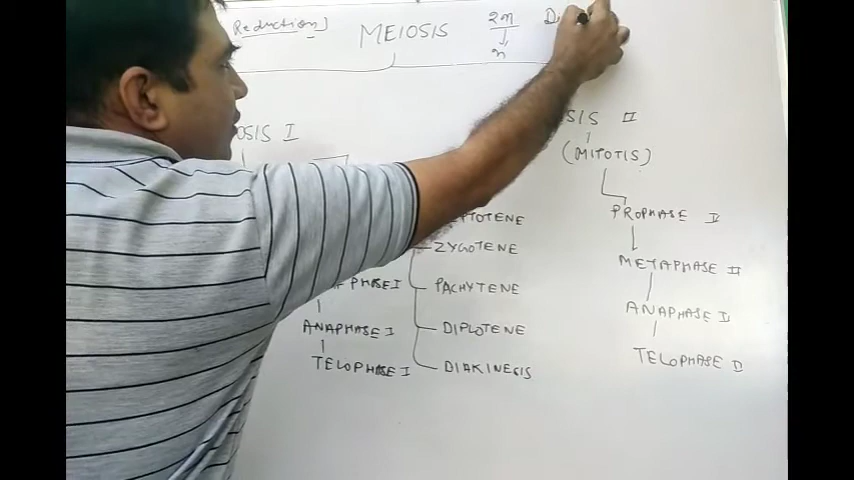 Reduction]
MEIOSIS
2n
n
D
OSIS I
SIS II
(MITOTIS)
PTOTENE
ZYGOTENE
PACHYTENE
DIPLOTENE
DIAKINESIS
PHASE I
ANAPHASE I
TELOPHASE I
PROPHASE II
METAPHASE II
ANAPHASE II
TELOPHASE II